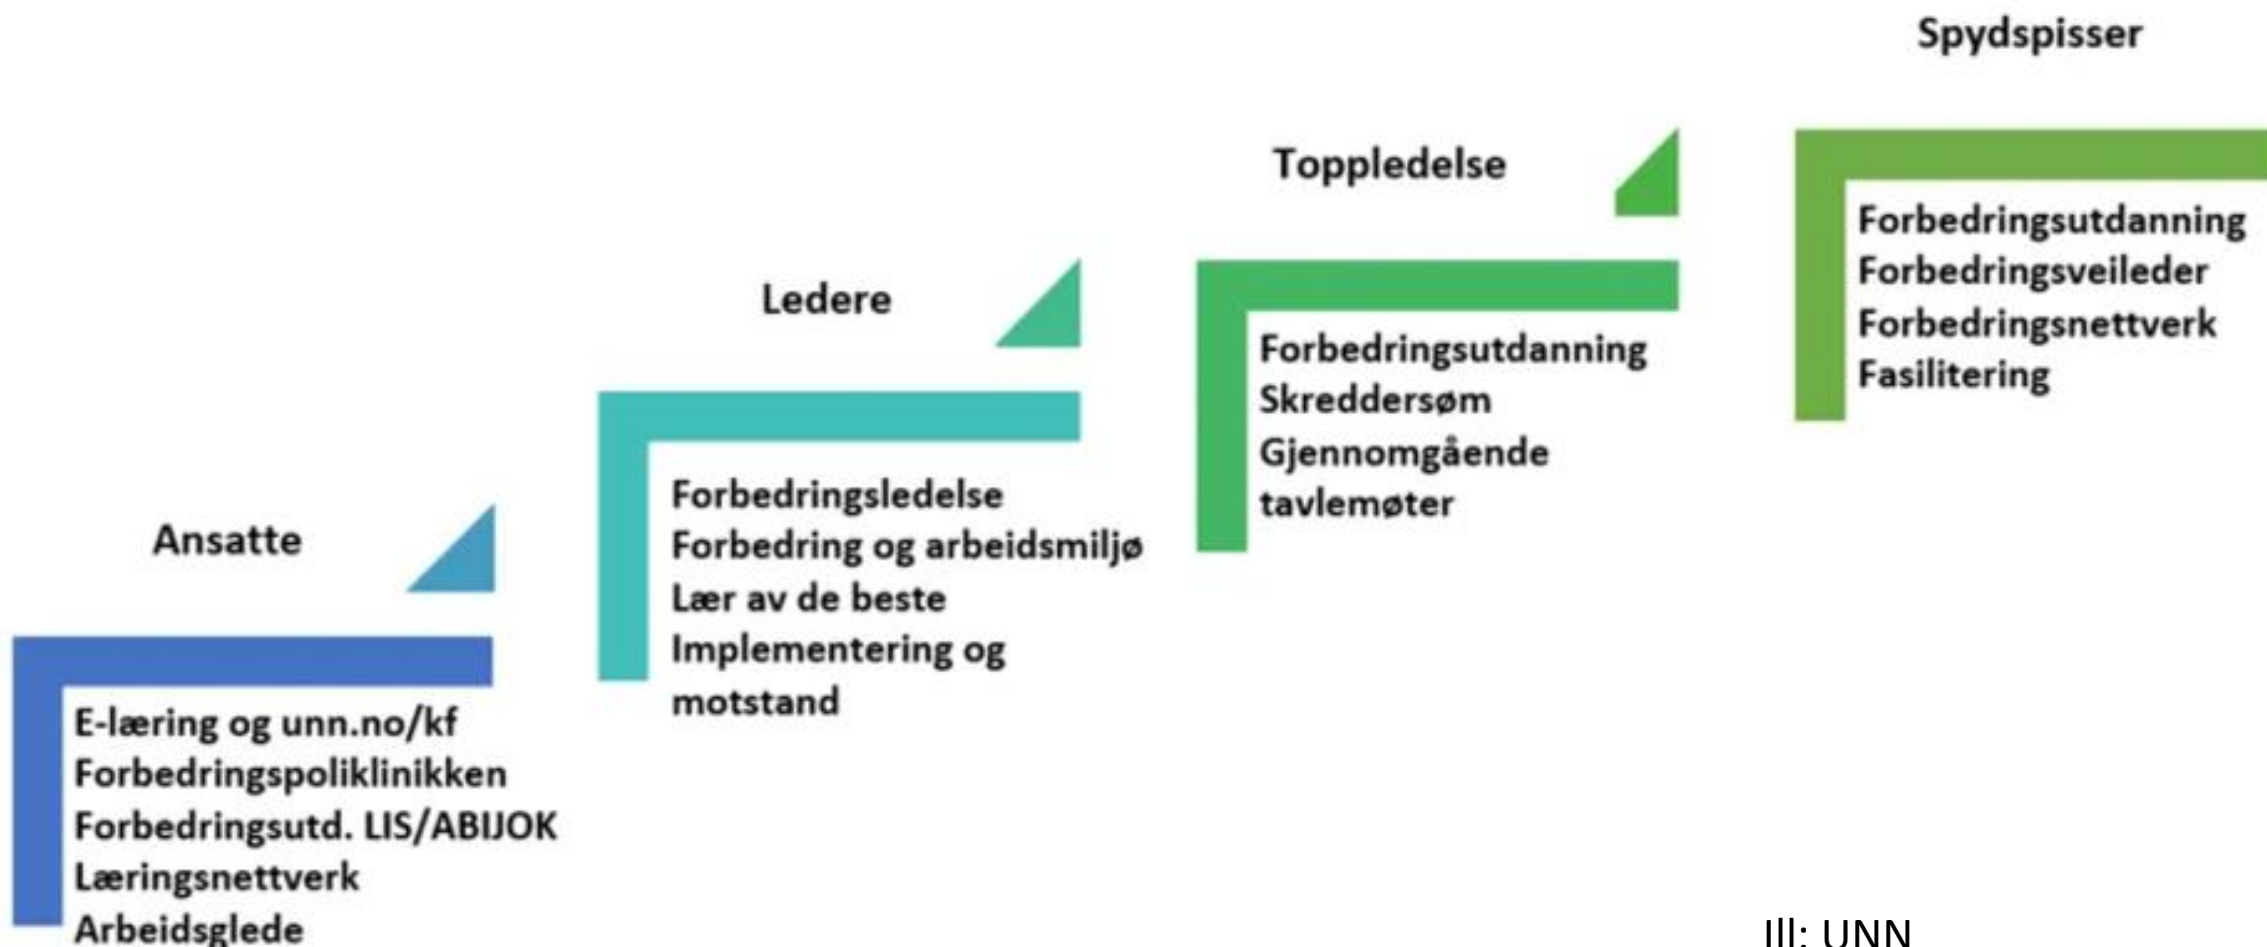 Ansatte
E-læring og unn.no/kf
Forbedringspoliklinikken
Forbedringsutd. LIS/ABIJOK
Læringsnettverk
Arbeidsglede
Ledere
Forbedringsledelse
Forbedring og arbeidsmiljø
Lær av de beste
Implementering og
motstand
Toppledelse
Forbedringsutdanning
Skreddersøm
Gjennomgående
tavlemøter
Spydspisser
Forbedringsutdanning
Forbedringsveileder
Forbedringsnettverk
Fasilitering
Ill: UNN